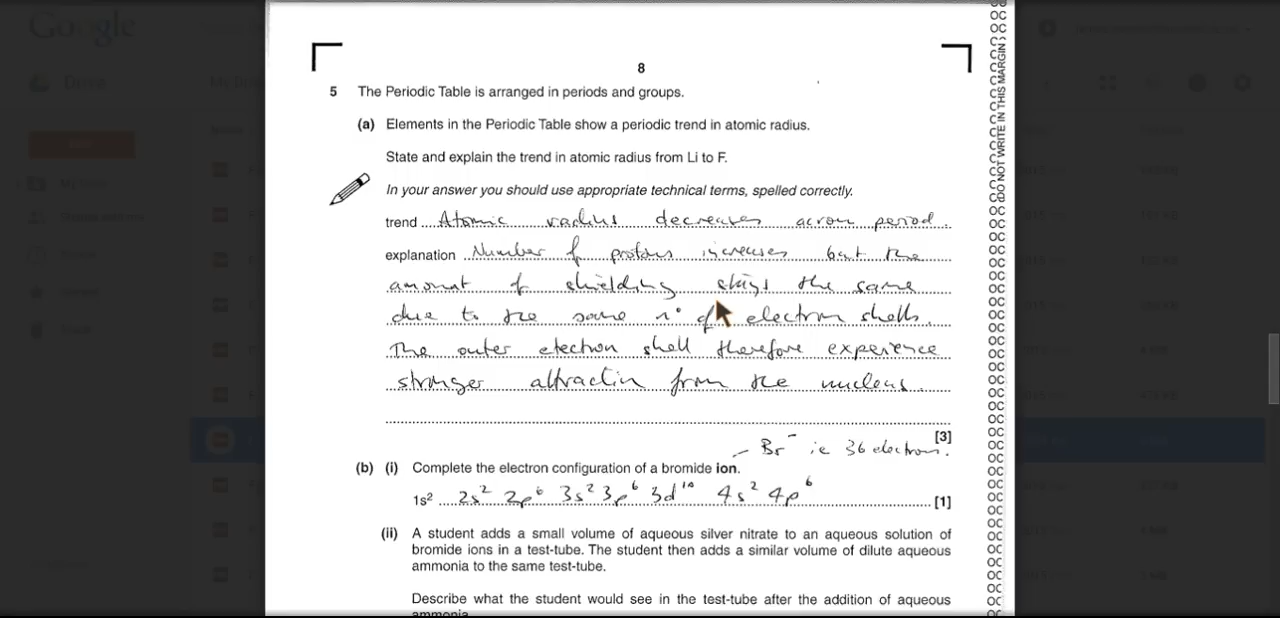 Google
8
5 The Periodic Table is arranged in periods and groups.
(a) Elements in the Periodic Table show a periodic trend in atomic radius.
State and explain the trend in atomic radius from Li to F.
In your answer you should use appropriate technical terms, spelled correctly.
trend Atomic radius decreases across period.
explanation Number of protons increases but the
amount of shielding stays the same
due to the same nº of electron shells.
The outer electron shell therefore experience
stronger attraction from the nucleus.
[3]
– Br⁻ ie 36 electrons.
(b) (i) Complete the electron configuration of a bromide ion.
1s² 2s² 2p⁶ 3s² 3p⁶ 3d¹⁰ 4s² 4p⁶ [1]
(ii) A student adds a small volume of aqueous silver nitrate to an aqueous solution of
bromide ions in a test-tube. The student then adds a similar volume of dilute aqueous
ammonia to the same test-tube.
Describe what the student would see in the test-tube after the addition of aqueous
ammonia
DO NOT WRITE IN THIS MARGIN